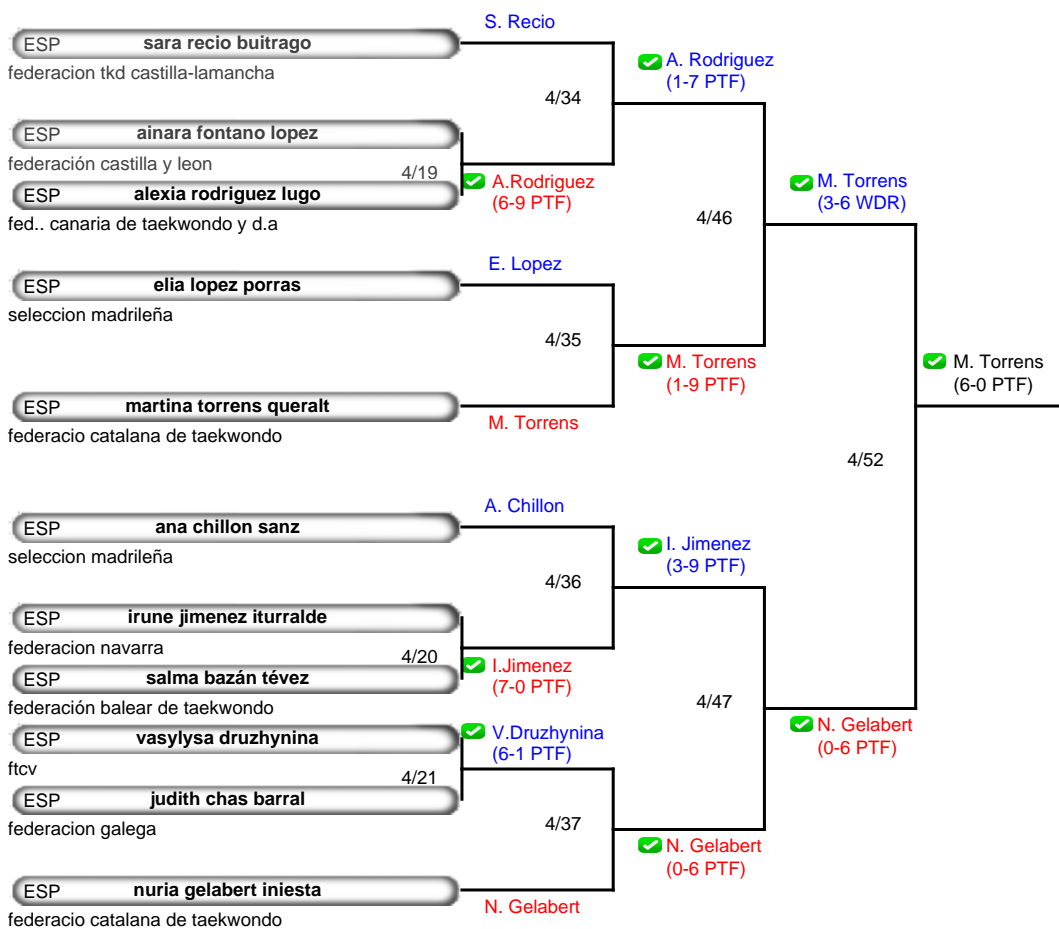 S. Recio
ESP sara recio buitrago
federacion tkd castilla-lamancha
A. Rodriguez
(1-7 PTF)
4/34
ESP ainara fontano lopez
federación castilla y leon
4/19
ESP alexia rodriguez lugo
fed.. canaria de taekwondo y d.a
A.Rodriguez
(6-9 PTF)
M. Torrens
(3-6 WDR)
4/46
E. Lopez
ESP elia lopez porras
seleccion madrileña
4/35
M. Torrens
(1-9 PTF)
M. Torrens
(6-0 PTF)
ESP martina torrens queralt
federacio catalana de taekwondo
M. Torrens
4/52
A. Chillon
ESP ana chillon sanz
seleccion madrileña
I. Jimenez
(3-9 PTF)
4/36
ESP irune jimenez iturralde
federacion navarra
4/20
ESP salma bazán tévez
federación balear de taekwondo
I.Jimenez
(7-0 PTF)
4/47
N. Gelabert
(0-6 PTF)
ESP vasylysa druzhynina
ftcv
V.Druzhynina
(6-1 PTF)
4/21
ESP judith chas barral
federacion galega
4/37
N. Gelabert
(0-6 PTF)
ESP nuria gelabert iniesta
federacio catalana de taekwondo
N. Gelabert